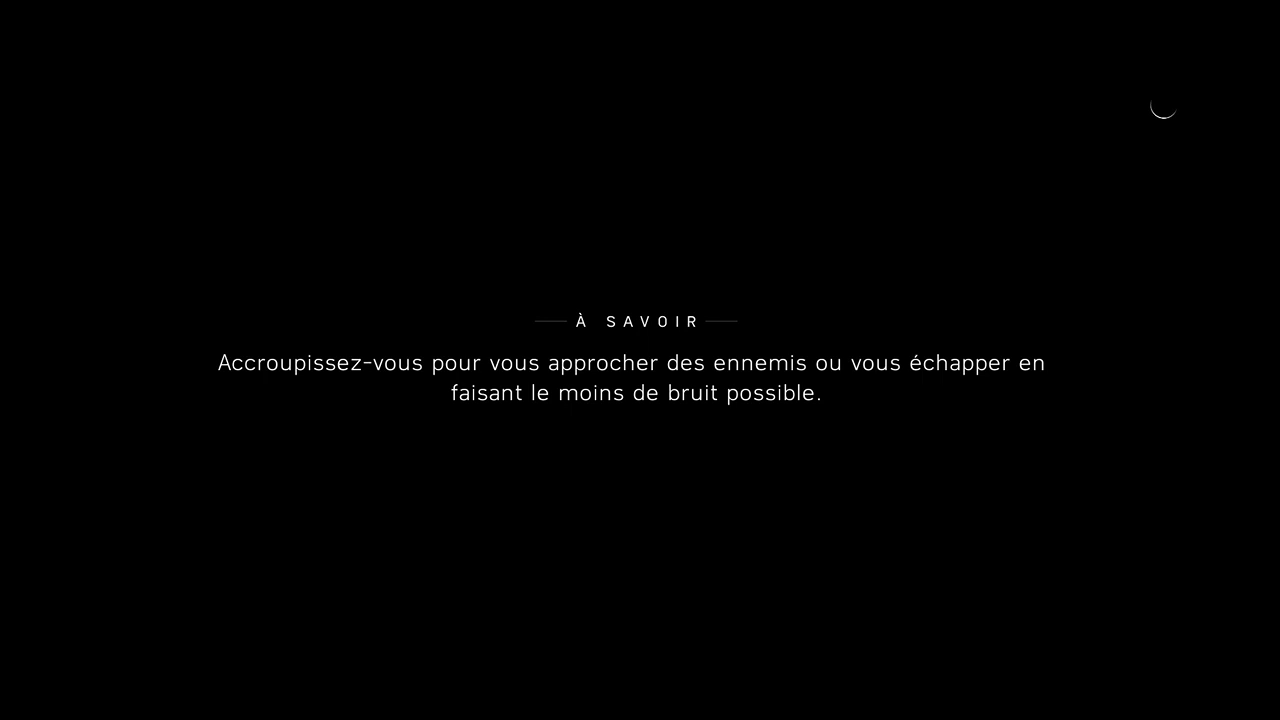 À SAVOIR
Accroupissez-vous pour vous approcher des ennemis ou vous échapper en
faisant le moins de bruit possible.